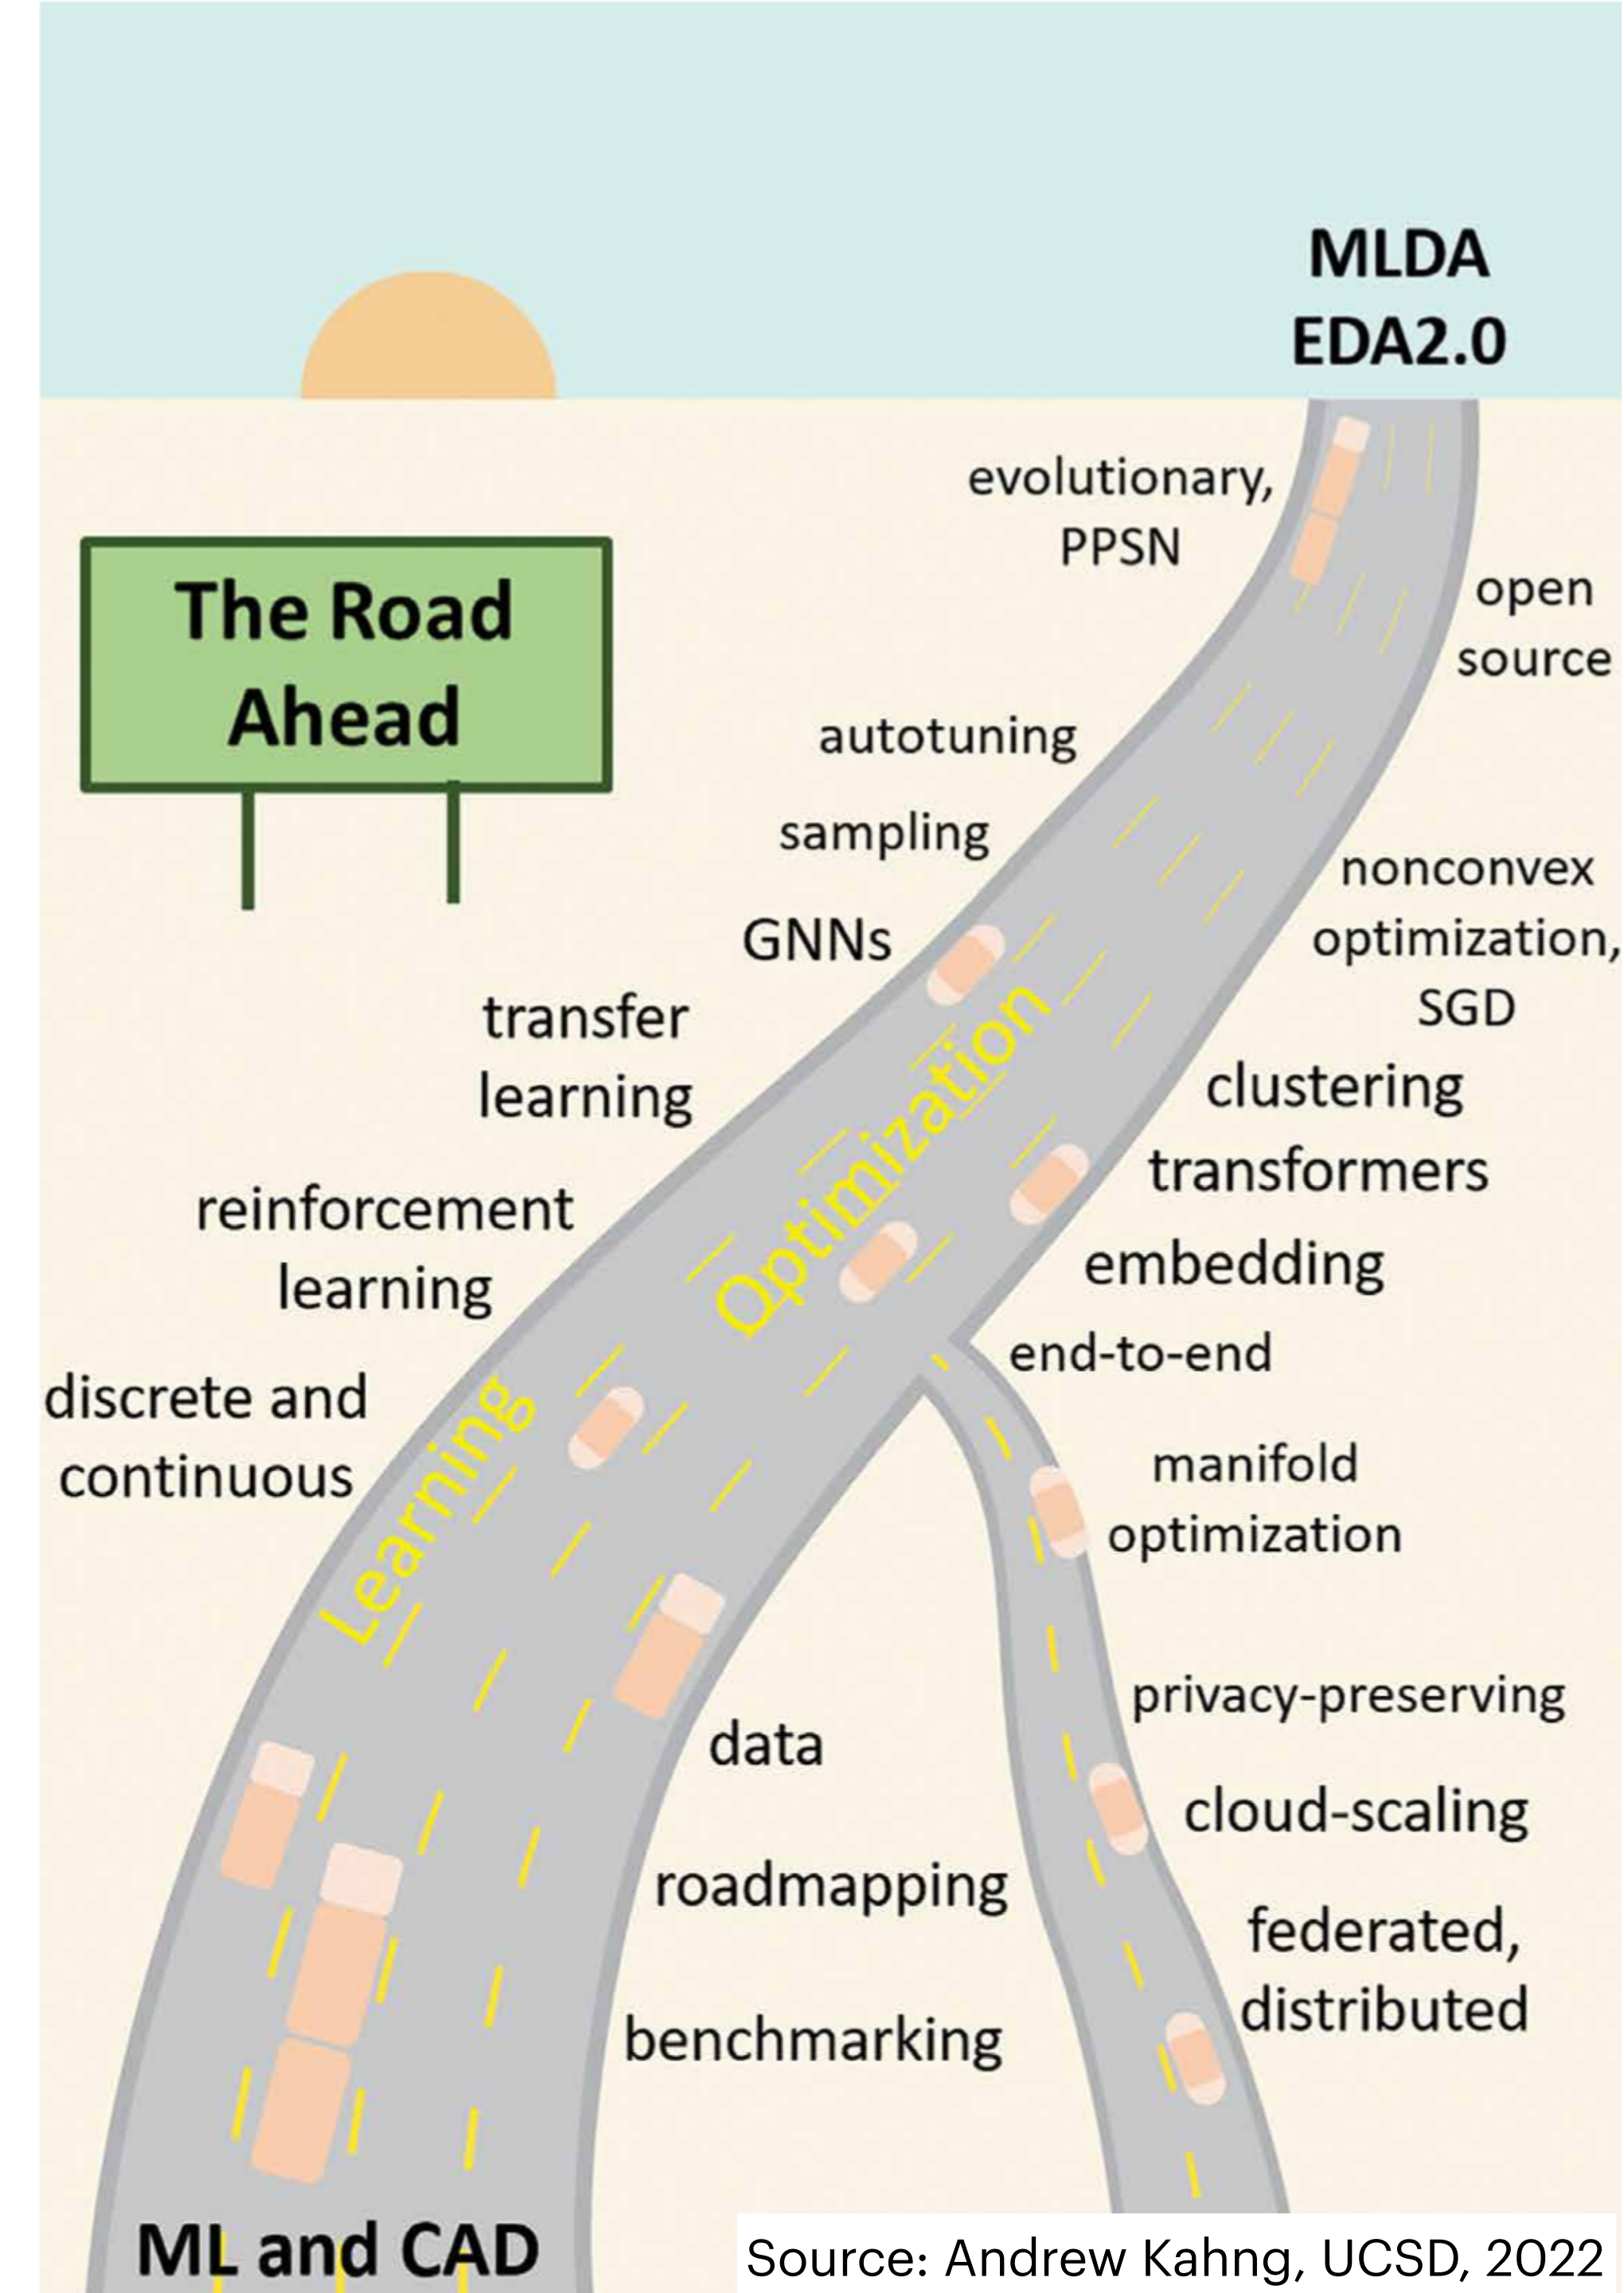 MLDA
EDA2.0
The Road
Ahead
evolutionary,
PPSN
open
source
autotuning
sampling
GNNs
nonconvex
optimization,
SGD
transfer
learning
clustering
transformers
embedding
Optimization
reinforcement
learning
end-to-end
discrete and
continuous
Learning
manifold
optimization
privacy-preserving
data
cloud-scaling
roadmapping
federated,
distributed
benchmarking
ML and CAD
Source: Andrew Kahng, UCSD, 2022